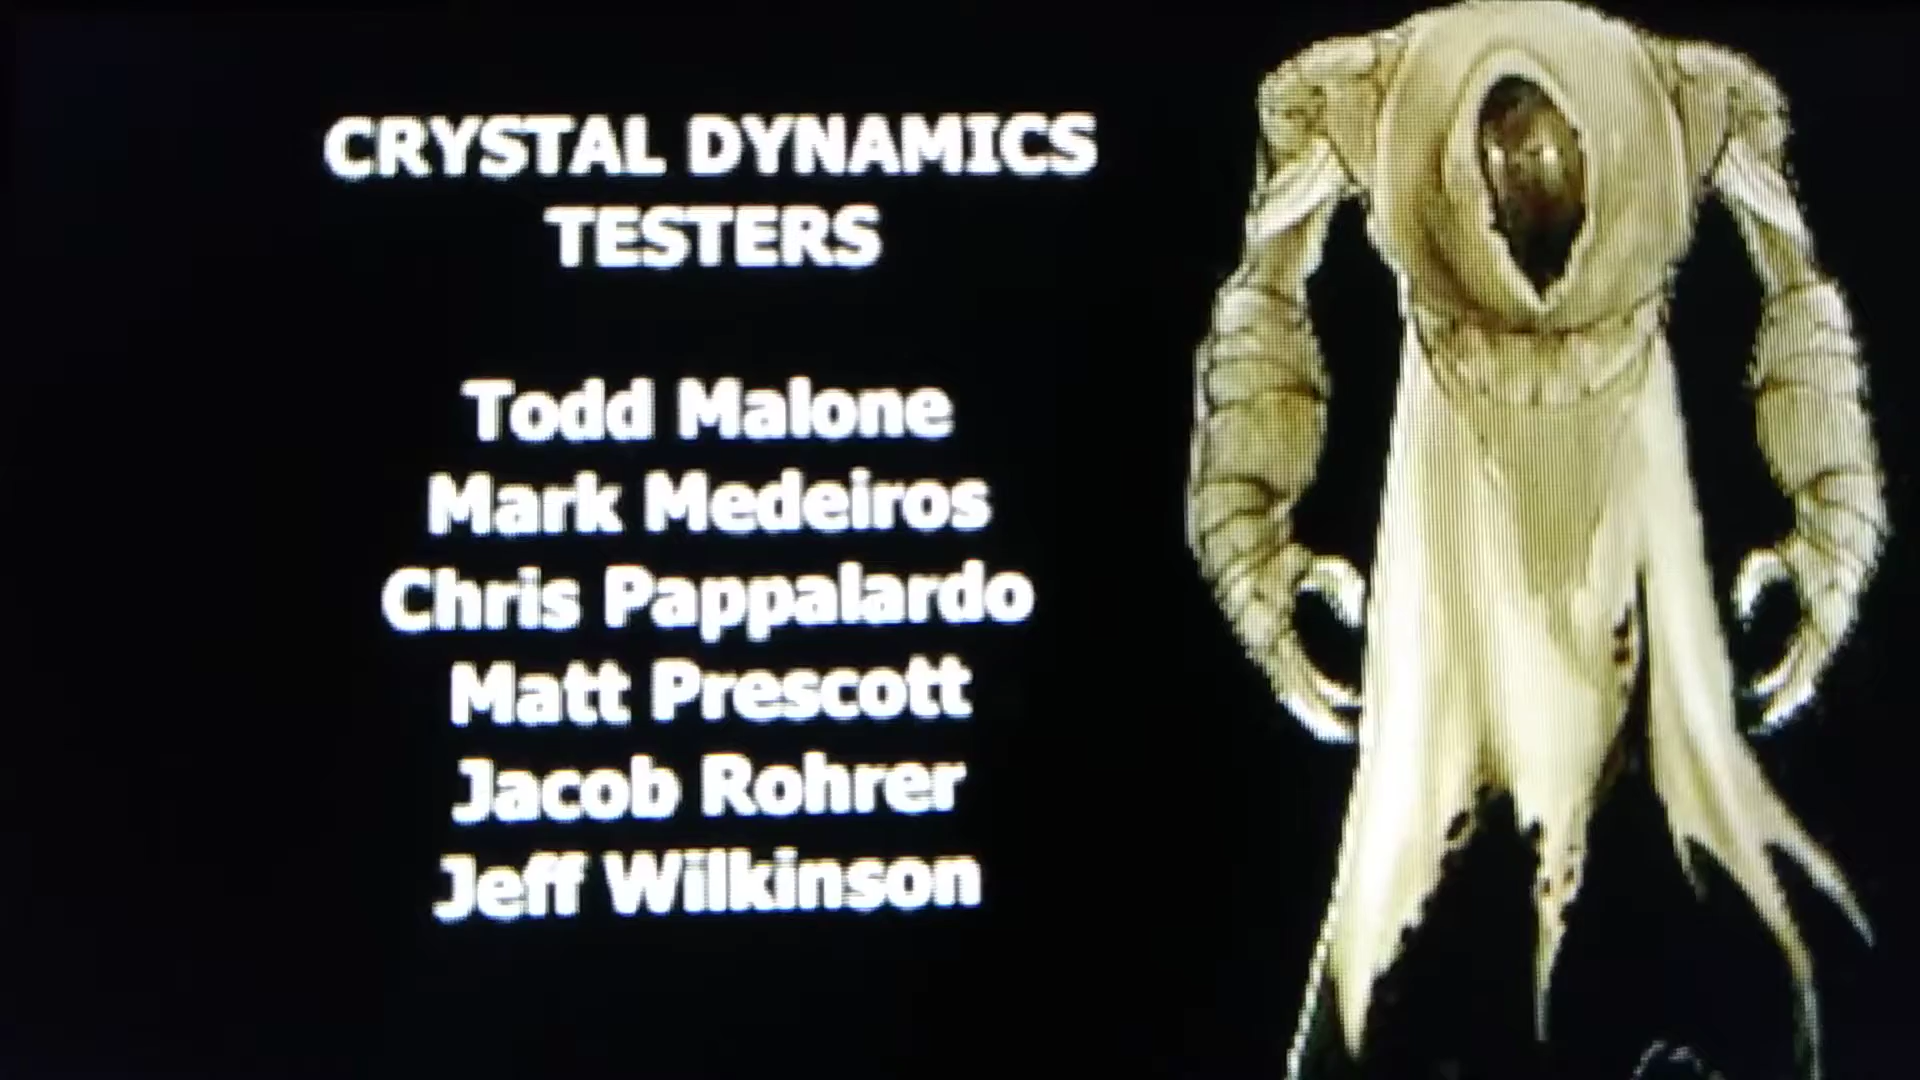 CRYSTAL DYNAMICS
TESTERS
Todd Malone
Mark Medeiros
Chris Pappalardo
Matt Prescott
Jacob Rohrer
Jeff Wilkinson